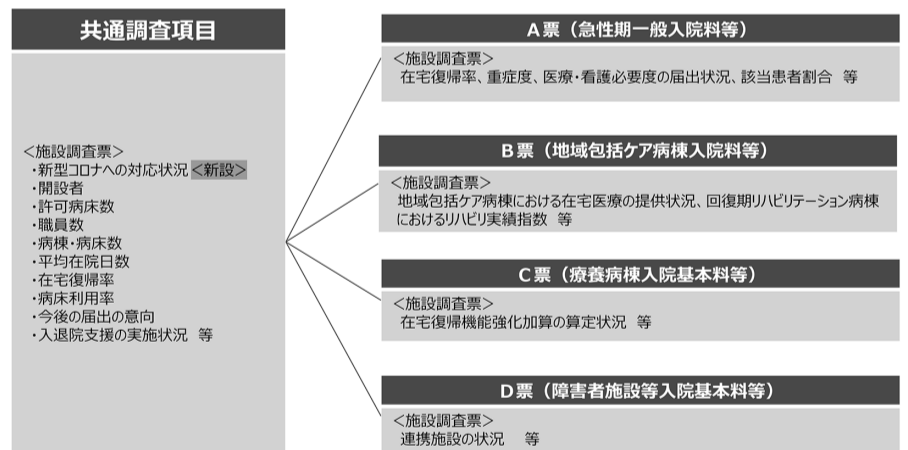 共通調査項目
＜施設調査票＞
・新型コロナへの対応状況 ＜新設＞
・開設者
・許可病床数
・職員数
・病棟・病床数
・平均在院日数
・在宅復帰率
・病床利用率
・今後の届出の意向
・入退院支援の実施状況 等
A票（急性期一般入院料等）
＜施設調査票＞
在宅復帰率、重症度、医療・看護必要度の届出状況、該当患者割合 等
B票（地域包括ケア病棟入院料等）
＜施設調査票＞
地域包括ケア病棟における在宅医療の提供状況、回復期リハビリテーション病棟
におけるリハビリ実績指数 等
C票（療養病棟入院基本料等）
＜施設調査票＞
在宅復帰機能強化加算の算定状況 等
D票（障害者施設等入院基本料等）
＜施設調査票＞
連携施設の状況 等